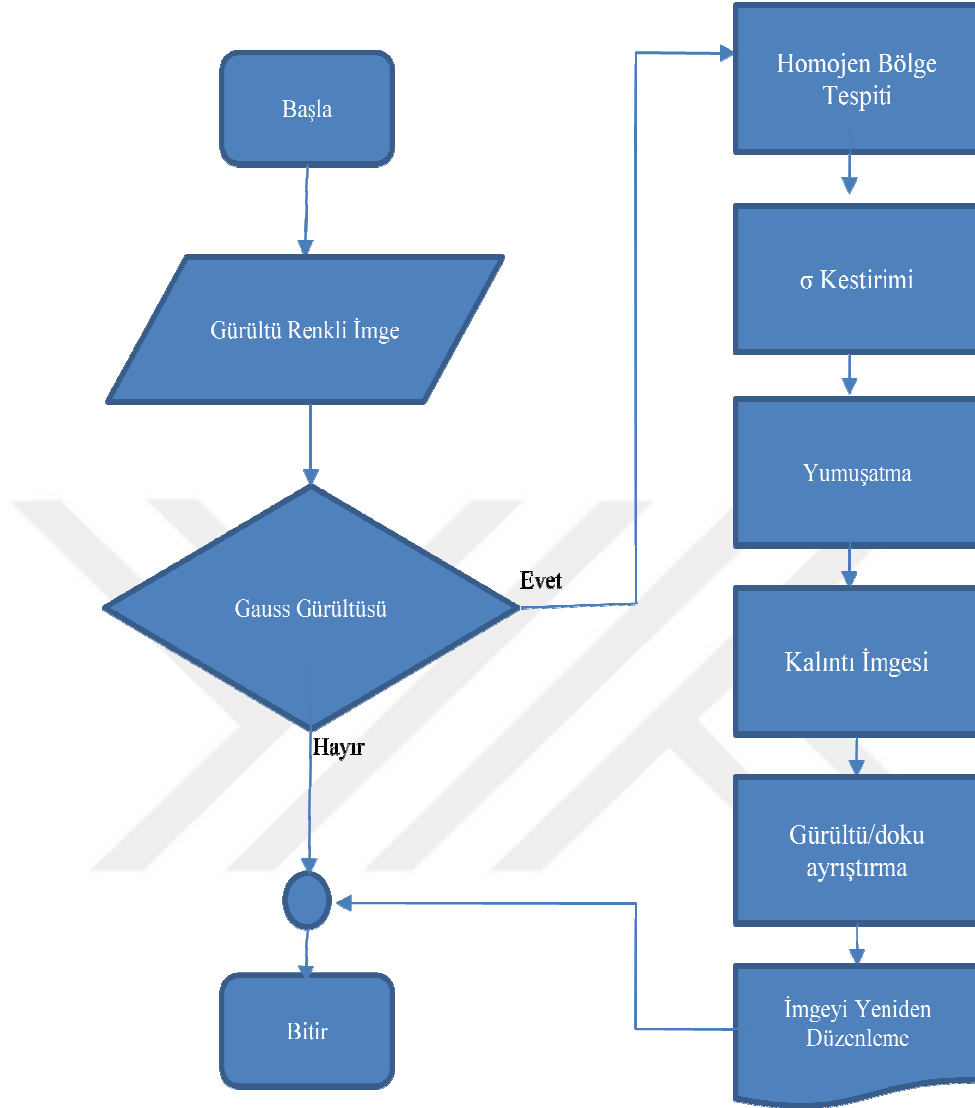 Başla
Gürültü Renkli İmge
Gauss Gürültüsü
Evet
Hayır
Bitir
Homojen Bölge
Tespiti
σ Kestirimi
Yumuşatma
Kalıntı İmgesi
Gürültü/doku
ayrıştırma
İmgeyi Yeniden
Düzenleme